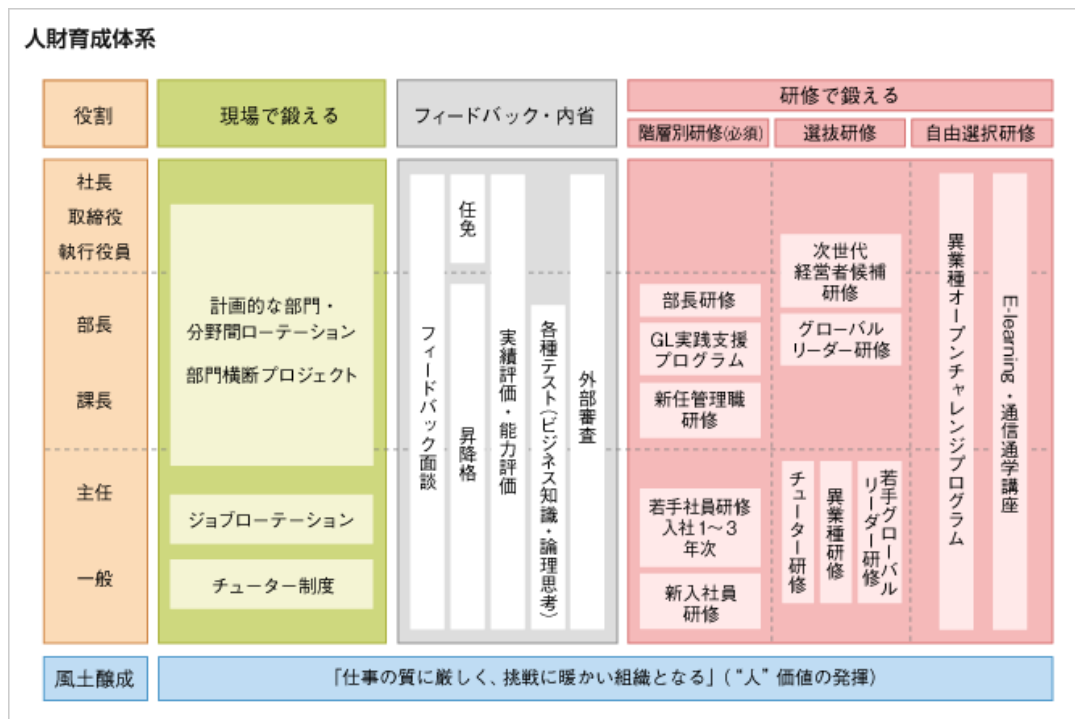 人財育成体系
役割
現場で鍛える
フィードバック・内省
研修で鍛える
階層別研修(必須)
選抜研修
自由選択研修
社長
取締役
執行役員
部長
課長
主任
一般
計画的な部門・
分野間ローテーション
部門横断プロジェクト
ジョブローテーション
チューター制度
フィードバック面談
任免
昇降格
実績評価・能力評価
各種テスト(ビジネス知識・論理思考)
外部審査
部長研修
GL実践支援
プログラム
新任管理職
研修
若手社員研修
入社1～3
年次
新入社員
研修
次世代
経営者候補
研修
グローバル
リーダー研修
チューター研修
異業種研修
若手グローバル
リーダー研修
異業種オープンチャレンジプログラム
E-learning・通信通学講座
風土醸成
「仕事の質に厳しく、挑戦に暖かい組織となる」(“人”価値の発揮)